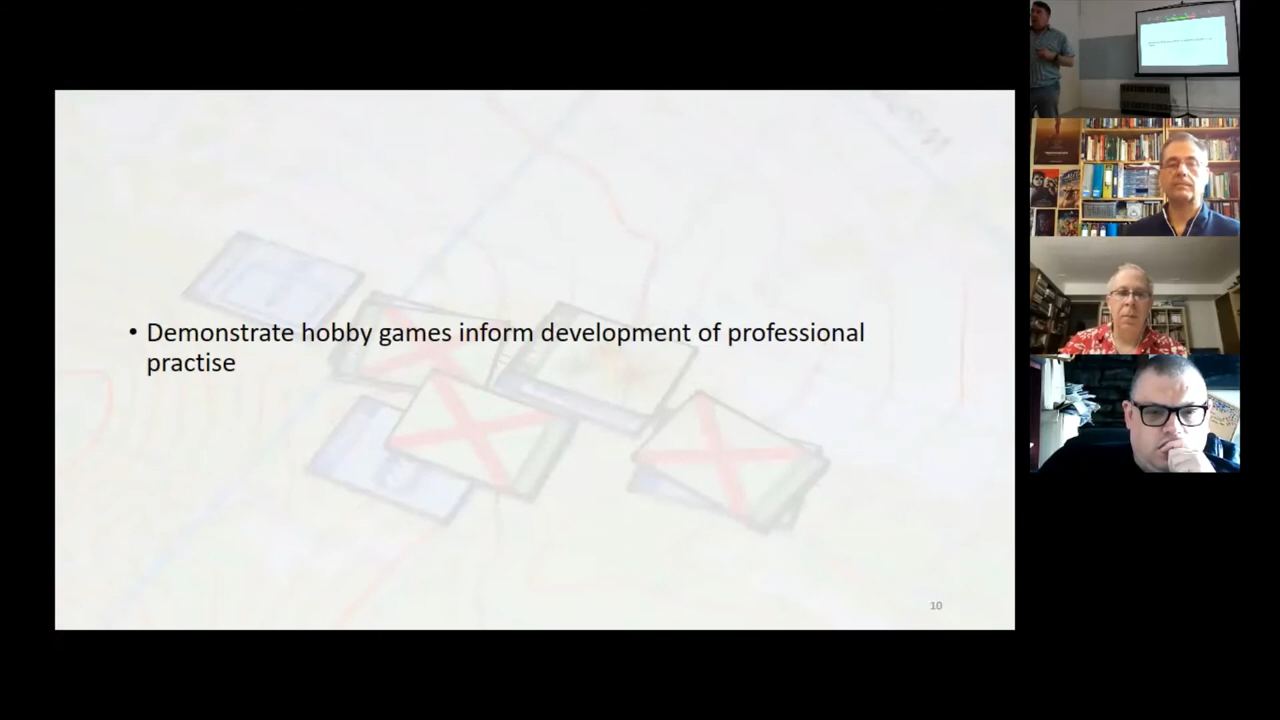 • Demonstrate hobby games inform development of professional
practise
10